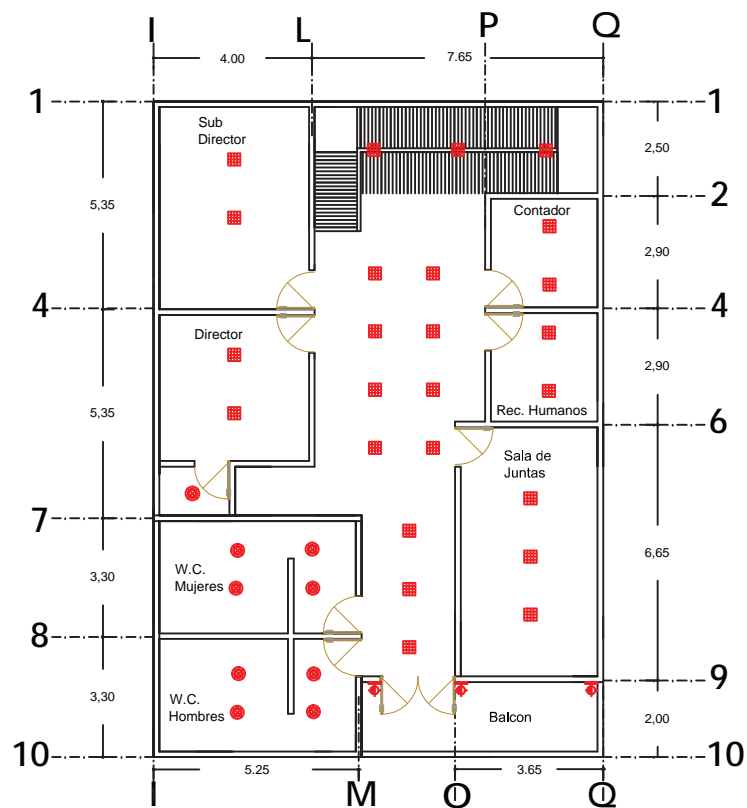 I L P Q
4.00 7.65
1 1
Sub
Director
2,50
2
5,35
Contador
2,90
4 4
Director
2,90
5,35
Rec. Humanos
6
Sala de
Juntas
7
6,65
3,30
W.C.
Mujeres
8
9
3,30
W.C.
Hombres
Balcon
2,00
10 10
5.25 3.65
I M O Q